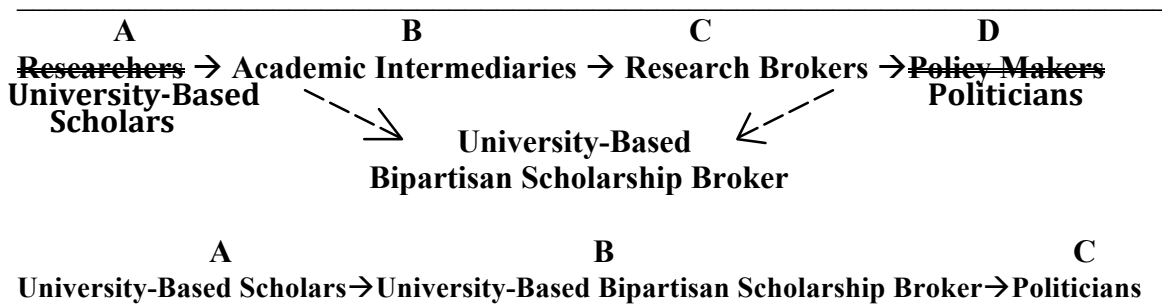 A B C D
Researchers → Academic Intermediaries → Research Brokers → Policy Makers
University-Based Politicians
Scholars
University-Based
Bipartisan Scholarship Broker
A B C
University-Based Scholars→University-Based Bipartisan Scholarship Broker→Politicians